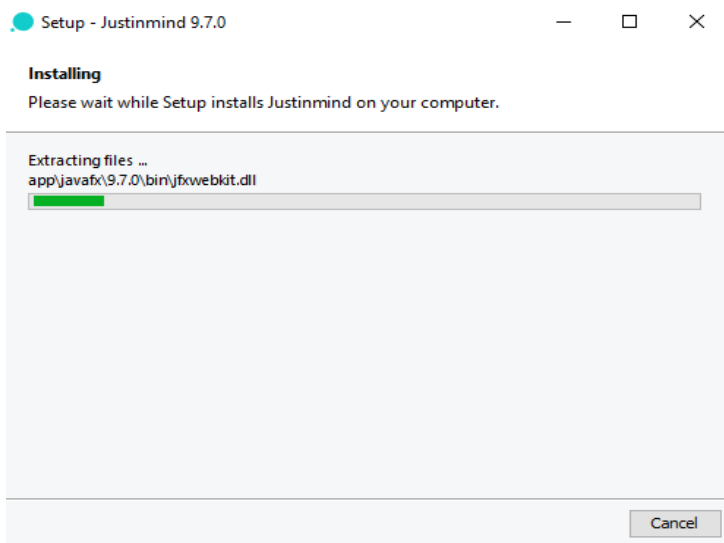 Setup - Justinmind 9.7.0
Installing
Please wait while Setup installs Justinmind on your computer.
Extracting files ...
app\javafx\9.7.0\bin\jfxwebkit.dll
Cancel